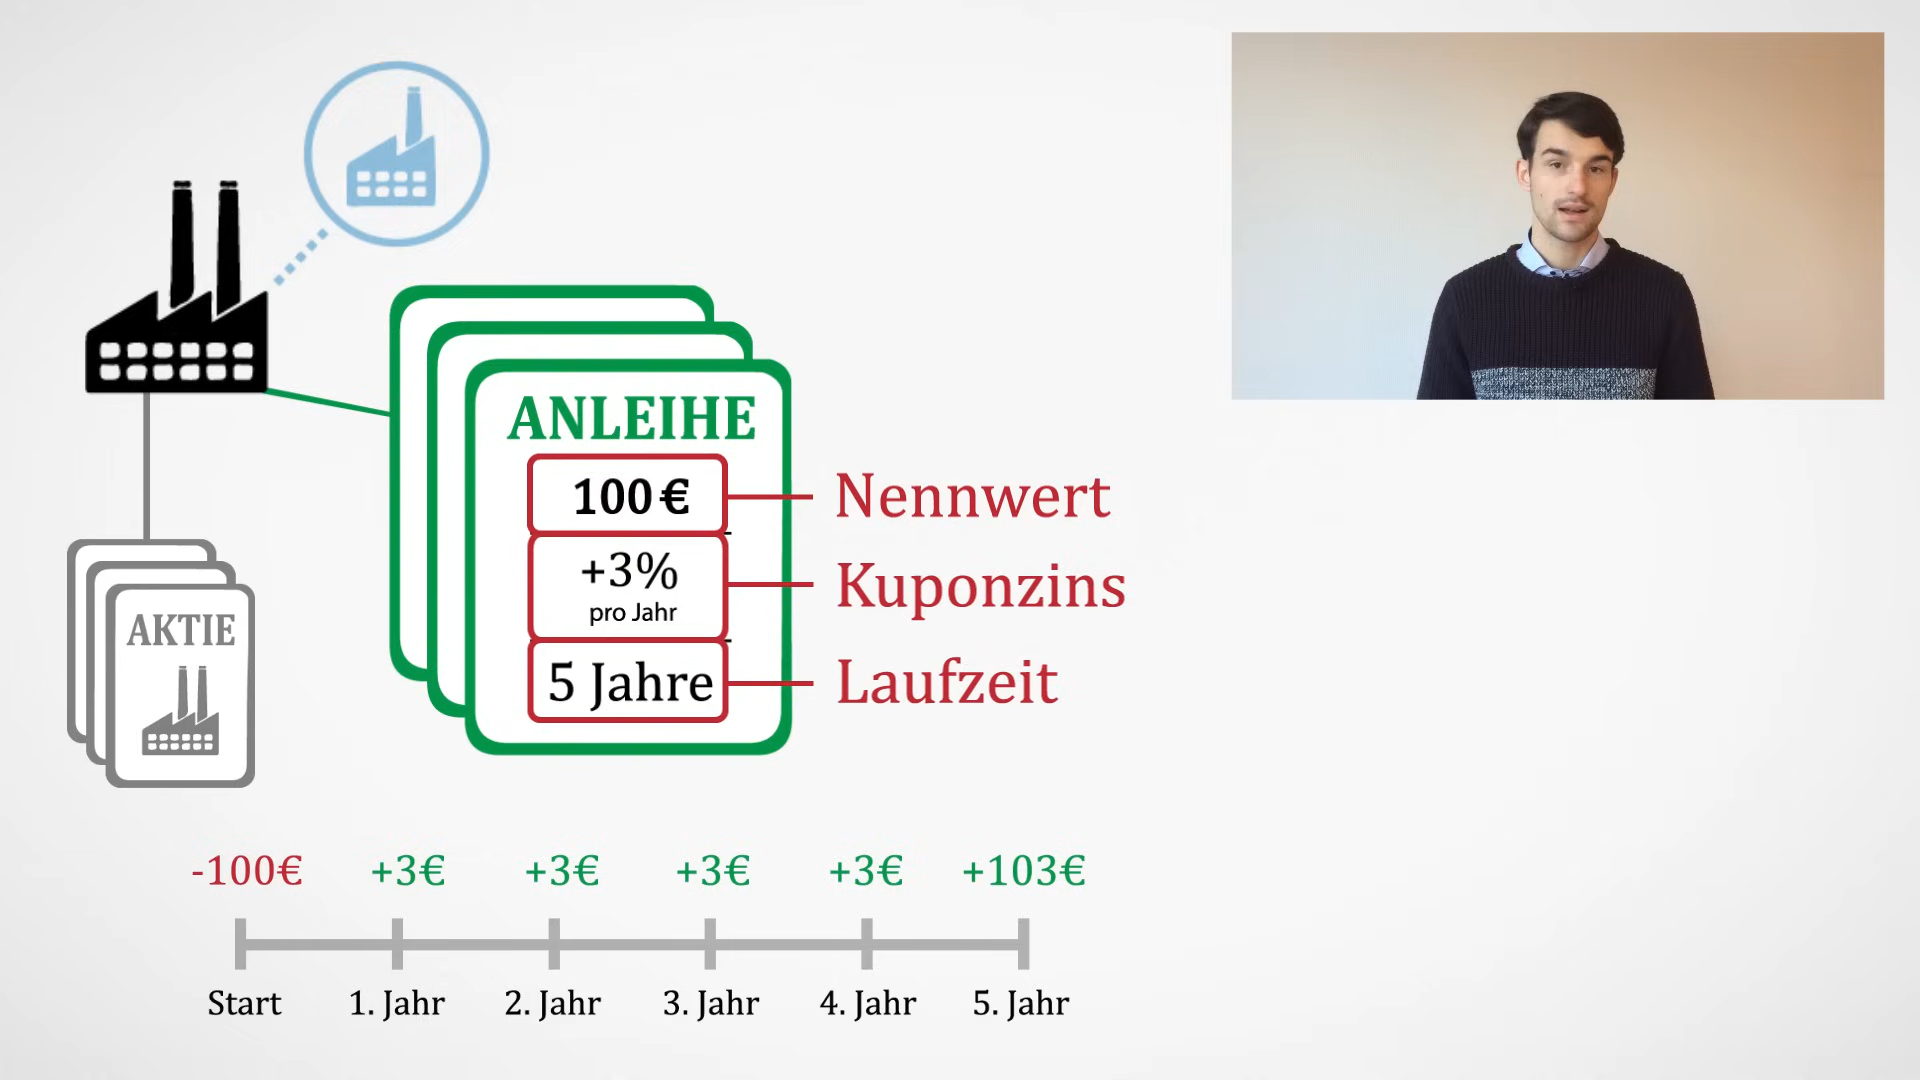 ANLEIHE
100 €
Nennwert
+3%
pro Jahr
Kuponzins
5 Jahre
Laufzeit
AKTIE
-100€ +3€ +3€ +3€ +3€ +103€
Start 1. Jahr 2. Jahr 3. Jahr 4. Jahr 5. Jahr